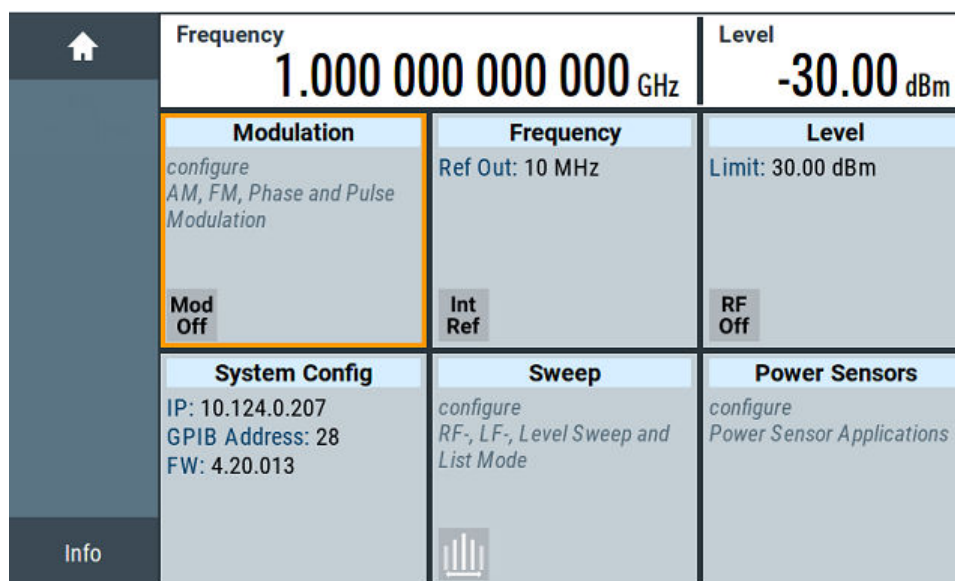 Frequency
1.000 000 000 000 GHz
Level
-30.00 dBm
Modulation
configure
AM, FM, Phase and Pulse
Modulation
Mod
Off
Frequency
Ref Out: 10 MHz
Int
Ref
Level
Limit: 30.00 dBm
RF
Off
System Config
IP: 10.124.0.207
GPIB Address: 28
FW: 4.20.013
Sweep
configure
RF-, LF-, Level Sweep and
List Mode
Power Sensors
configure
Power Sensor Applications
Info